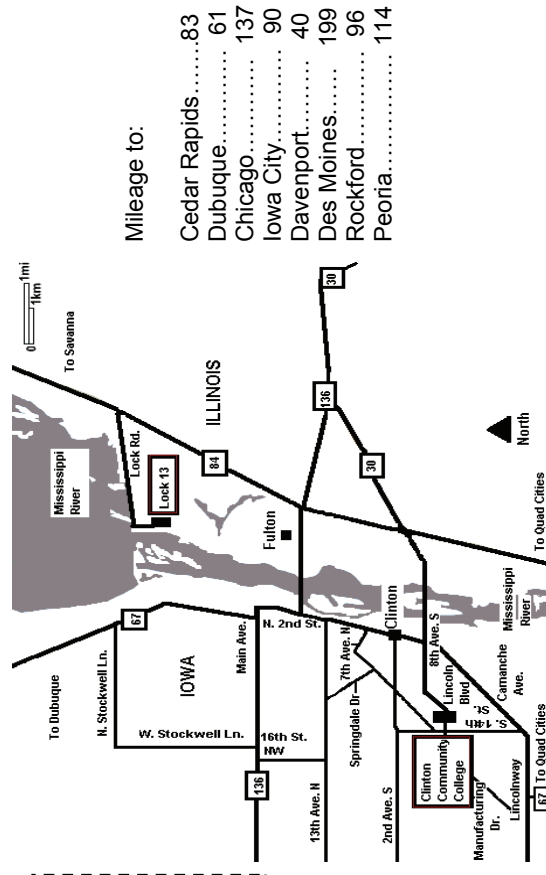 Mileage to:
Cedar Rapids........83
Dubuque............. 61
Chicago.............137
Iowa City............ 90
Davenport.......... 40
Des Moines...... 199
Rockford............ 96
Peoria............... 114
0
1mi
1km
To Savanna
ILLINOIS
Mississippi
River
Lock Rd.
Lock 13
84
Fulton
136
30
30
North
To Quad Cities
To Dubuque
67
N. Stockwell Ln.
IOWA
W. Stockwell Ln.
Main Ave.
N. 2nd St.
136
16th St.
NW
13th Ave. N
Springdale Dr
7th Ave. N
Clinton
2nd Ave. S
8th Ave. S
Mississippi
River
Lincoln
Blvd
S. 14th
St.
Camanche
Ave.
Clinton
Community
College
Manufacturing
Dr.
Lincolnway
67
To Quad Cities